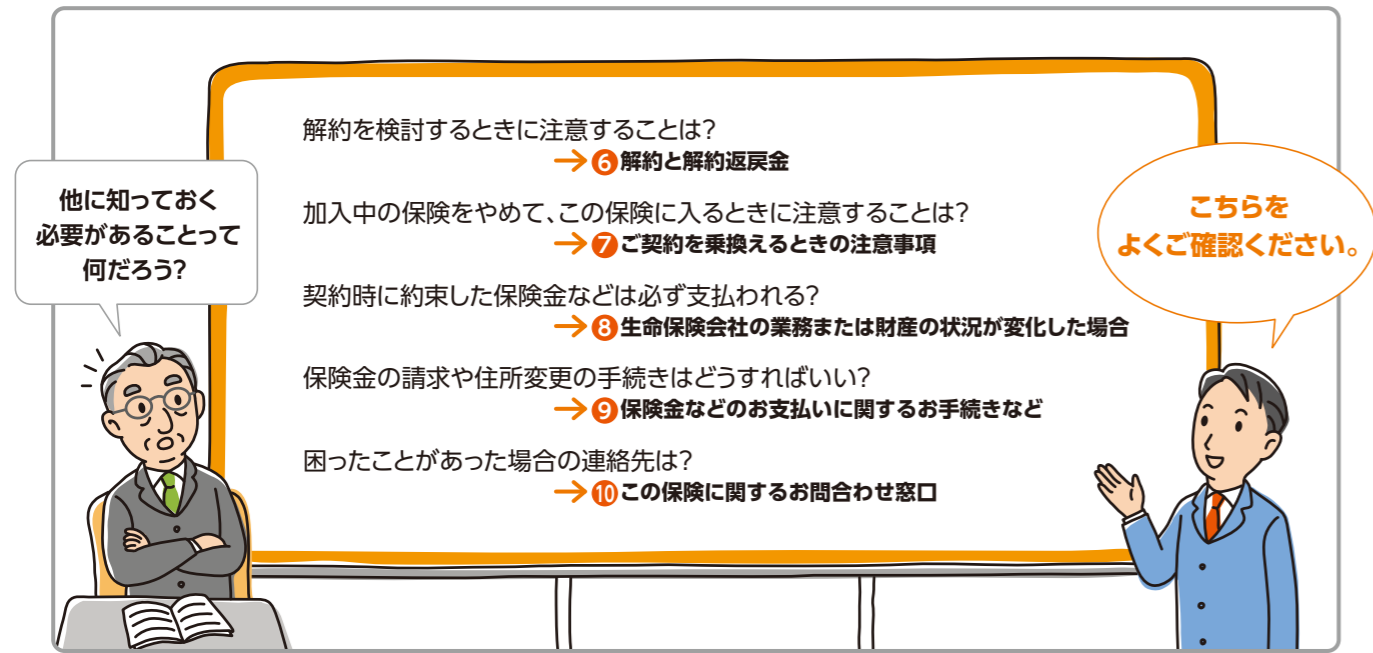 他に知っておく
必要があることって
何だろう?
解約を検討するときに注意することは?
→❻解約と解約返戻金
加入中の保険をやめて、この保険に入るときに注意することは?
→❼ご契約を乗換えるときの注意事項
契約時に約束した保険金などは必ず支払われる?
→❽生命保険会社の業務または財産の状況が変化した場合
保険金の請求や住所変更の手続きはどうすればいい?
→❾保険金などのお支払いに関するお手続きなど
困ったことがあった場合の連絡先は?
→❿この保険に関するお問合わせ窓口
こちらを
よくご確認ください。